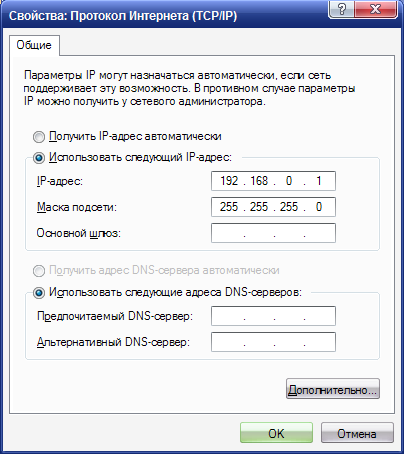 Свойства: Протокол Интернета (TCP/IP)
Общие
Параметры IP могут назначаться автоматически, если сеть
поддерживает эту возможность. В противном случае параметры
IP можно получить у сетевого администратора.
Получить IP-адрес автоматически
Использовать следующий IP-адрес:
IP-адрес: 192 . 168 . 0 . 1
Маска подсети: 255 . 255 . 255 . 0
Основной шлюз: . . .
Получить адрес DNS-сервера автоматически
Использовать следующие адреса DNS-серверов:
Предпочитаемый DNS-сервер: . . .
Альтернативный DNS-сервер: . . .
Дополнительно...
OK Отмена